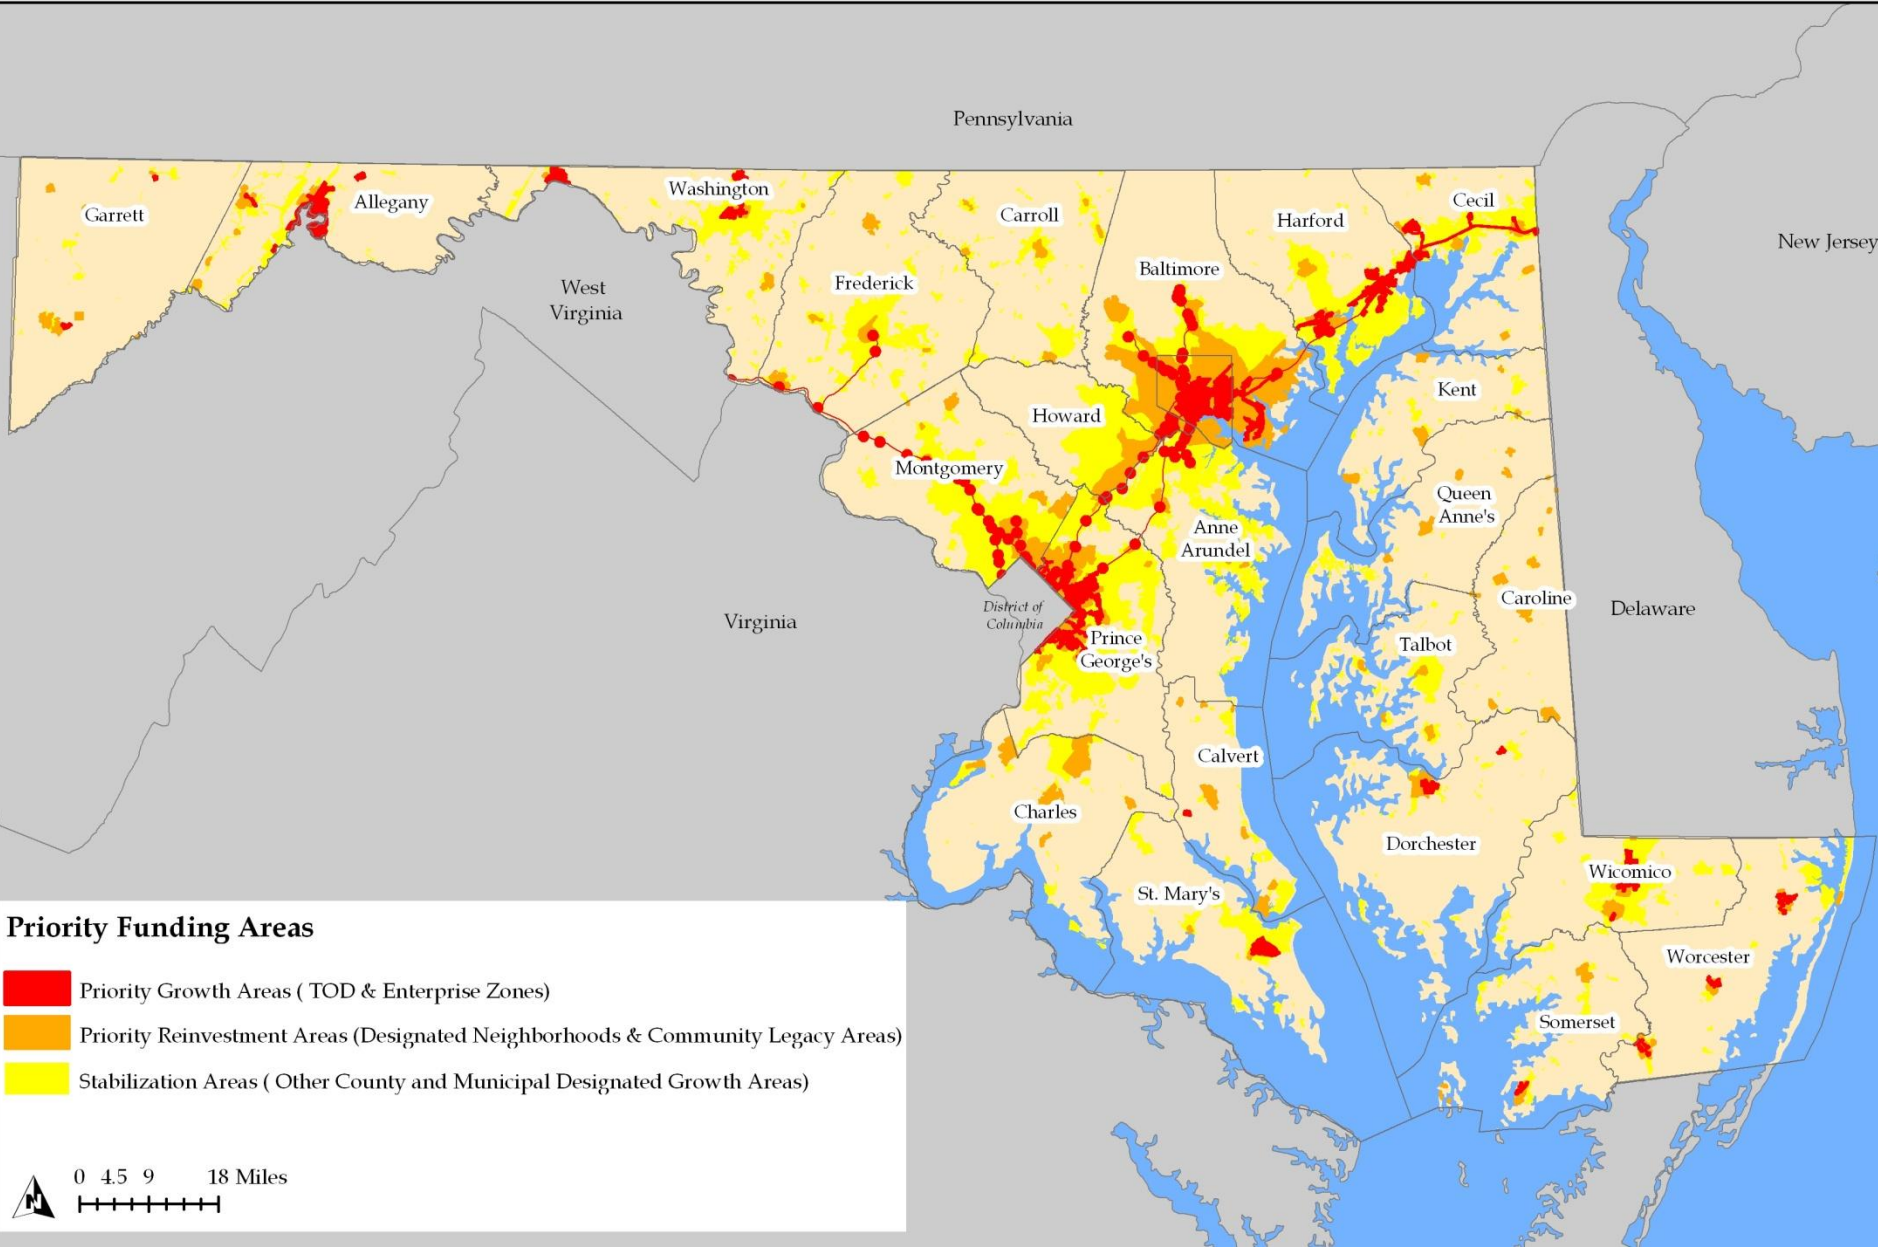 Pennsylvania
New Jersey
Garrett
Allegany
Washington
Carroll
Harford
Cecil
West
Virginia
Frederick
Baltimore
Kent
Howard
Montgomery
Queen
Anne's
Anne
Arundel
Caroline
Delaware
District of
Columbia
Virginia
Prince
George's
Talbot
Calvert
Charles
Dorchester
Wicomico
St. Mary's
Worcester
Somerset
Priority Funding Areas
Priority Growth Areas ( TOD & Enterprise Zones)
Priority Reinvestment Areas (Designated Neighborhoods & Community Legacy Areas)
Stabilization Areas ( Other County and Municipal Designated Growth Areas)
0 4.5 9 18 Miles
N